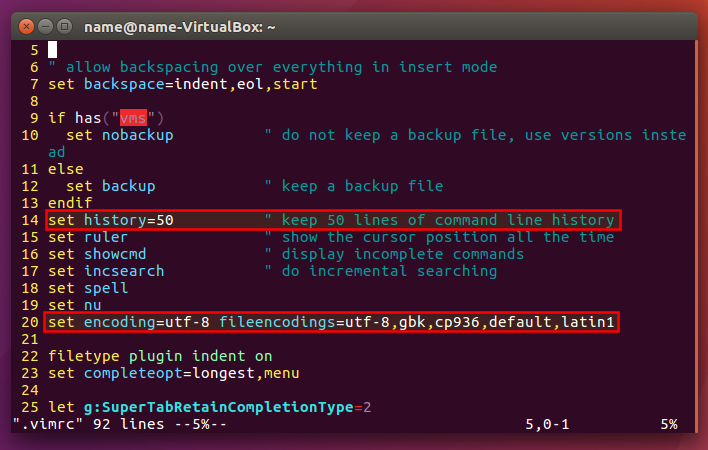 name@name-VirtualBox: ~
5
6 " allow backspacing over everything in insert mode
7 set backspace=indent,eol,start
8
9 if has("vms")
10   set nobackup          " do not keep a backup file, use versions inste
ad
11 else
12   set backup            " keep a backup file
13 endif
14 set history=50          " keep 50 lines of command line history
15 set ruler               " show the cursor position all the time
16 set showcmd             " display incomplete commands
17 set incsearch           " do incremental searching
18 set spell
19 set nu
20 set encoding=utf-8 fileencodings=utf-8,gbk,cp936,default,latin1
21
22 filetype plugin indent on
23 set completeopt=longest,menu
24
25 let g:SuperTabRetainCompletionType=2
".vimrc" 92 lines --5%--                                 5,0-1          5%